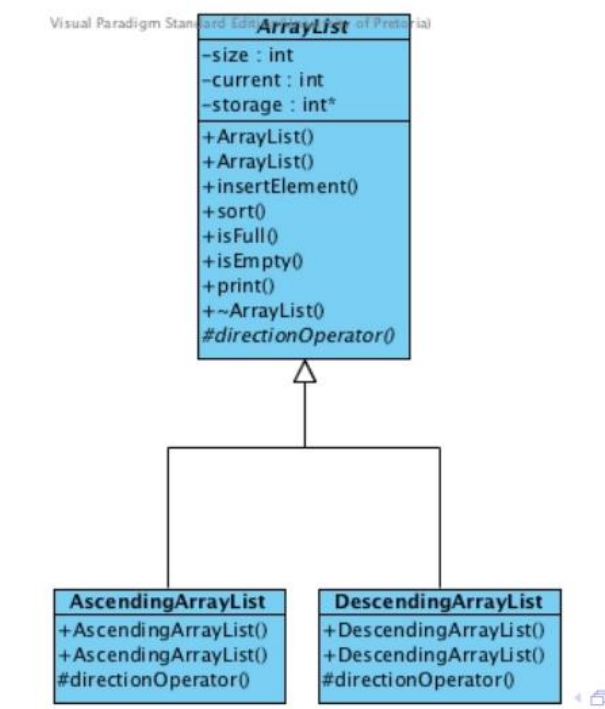 Visual Paradigm Standard Edition(University of Pretoria)
ArrayList
-size : int
-current : int
-storage : int*
+ArrayList()
+ArrayList()
+insertElement()
+sort()
+isFull()
+isEmpty()
+print()
+~ArrayList()
#directionOperator()
AscendingArrayList
+AscendingArrayList()
+AscendingArrayList()
#directionOperator()
DescendingArrayList
+DescendingArrayList()
+DescendingArrayList()
#directionOperator()